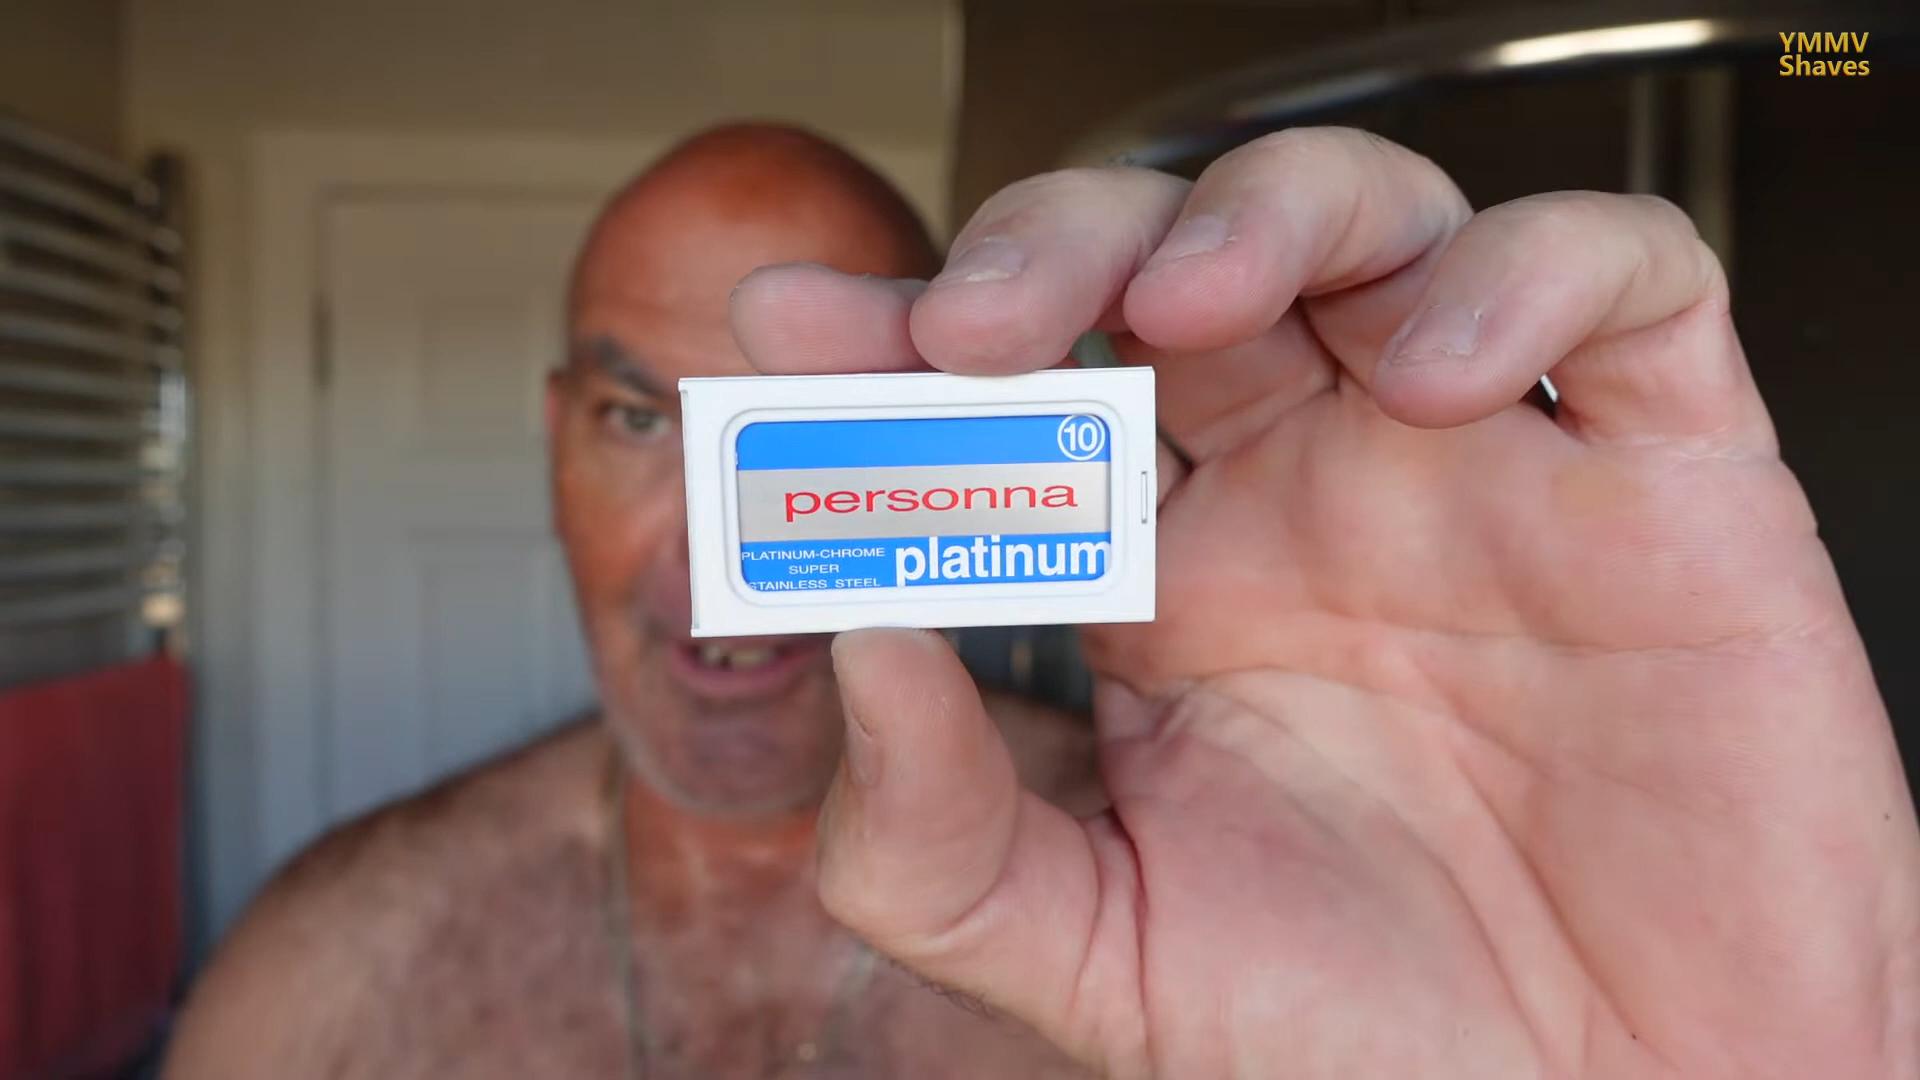 YMMV
Shaves
10
personna
platinum
PLATINUM-CHROME
SUPER
STAINLESS STEEL